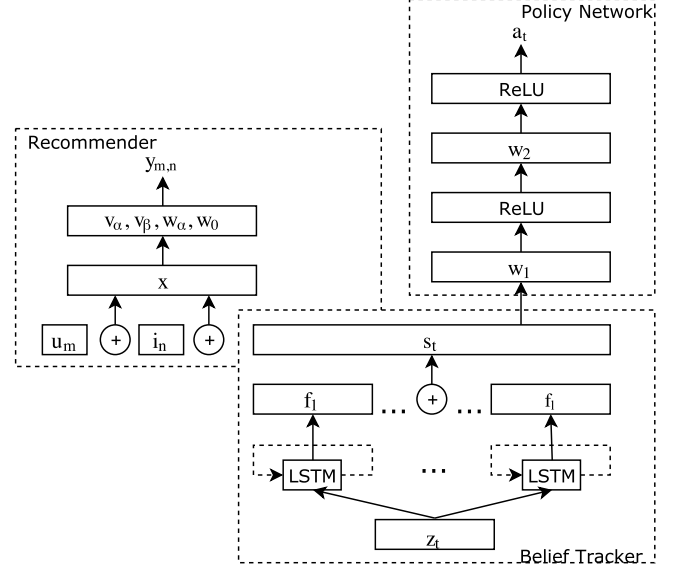 Policy Network
a_t
ReLU
w_2
ReLU
w_1
Recommender
y_{m,n}
v_α, v_β, w_α, w_0
x
u_m + i_n +
s_t
f_l ... + ... f_l
LSTM ... LSTM
z_t
Belief Tracker